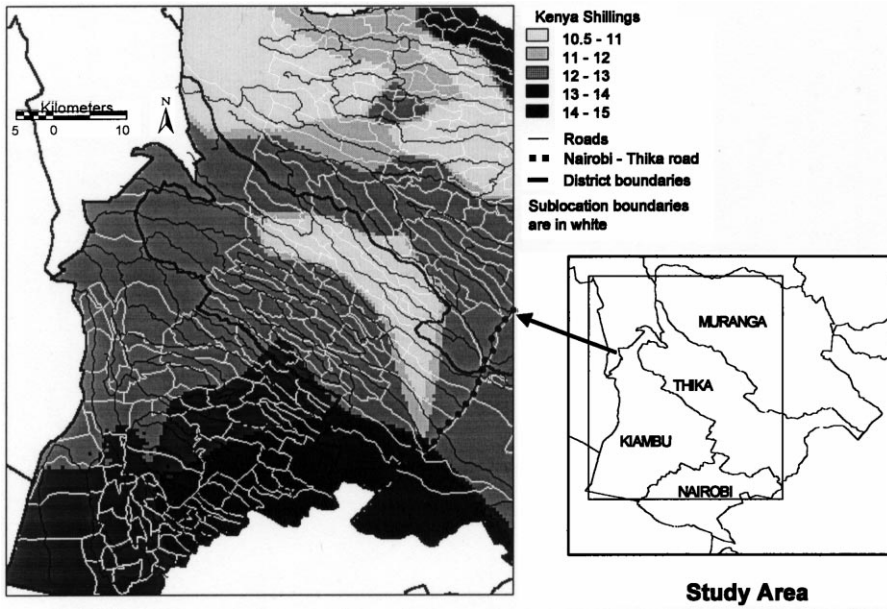 Kilometers
5 0 10
N
Kenya Shillings
10.5 - 11
11 - 12
12 - 13
13 - 14
14 - 15
Roads
Nairobi - Thika road
District boundaries
Sublocation boundaries
are in white
MURANGA
THIKA
KIAMBU
NAIROBI
Study Area